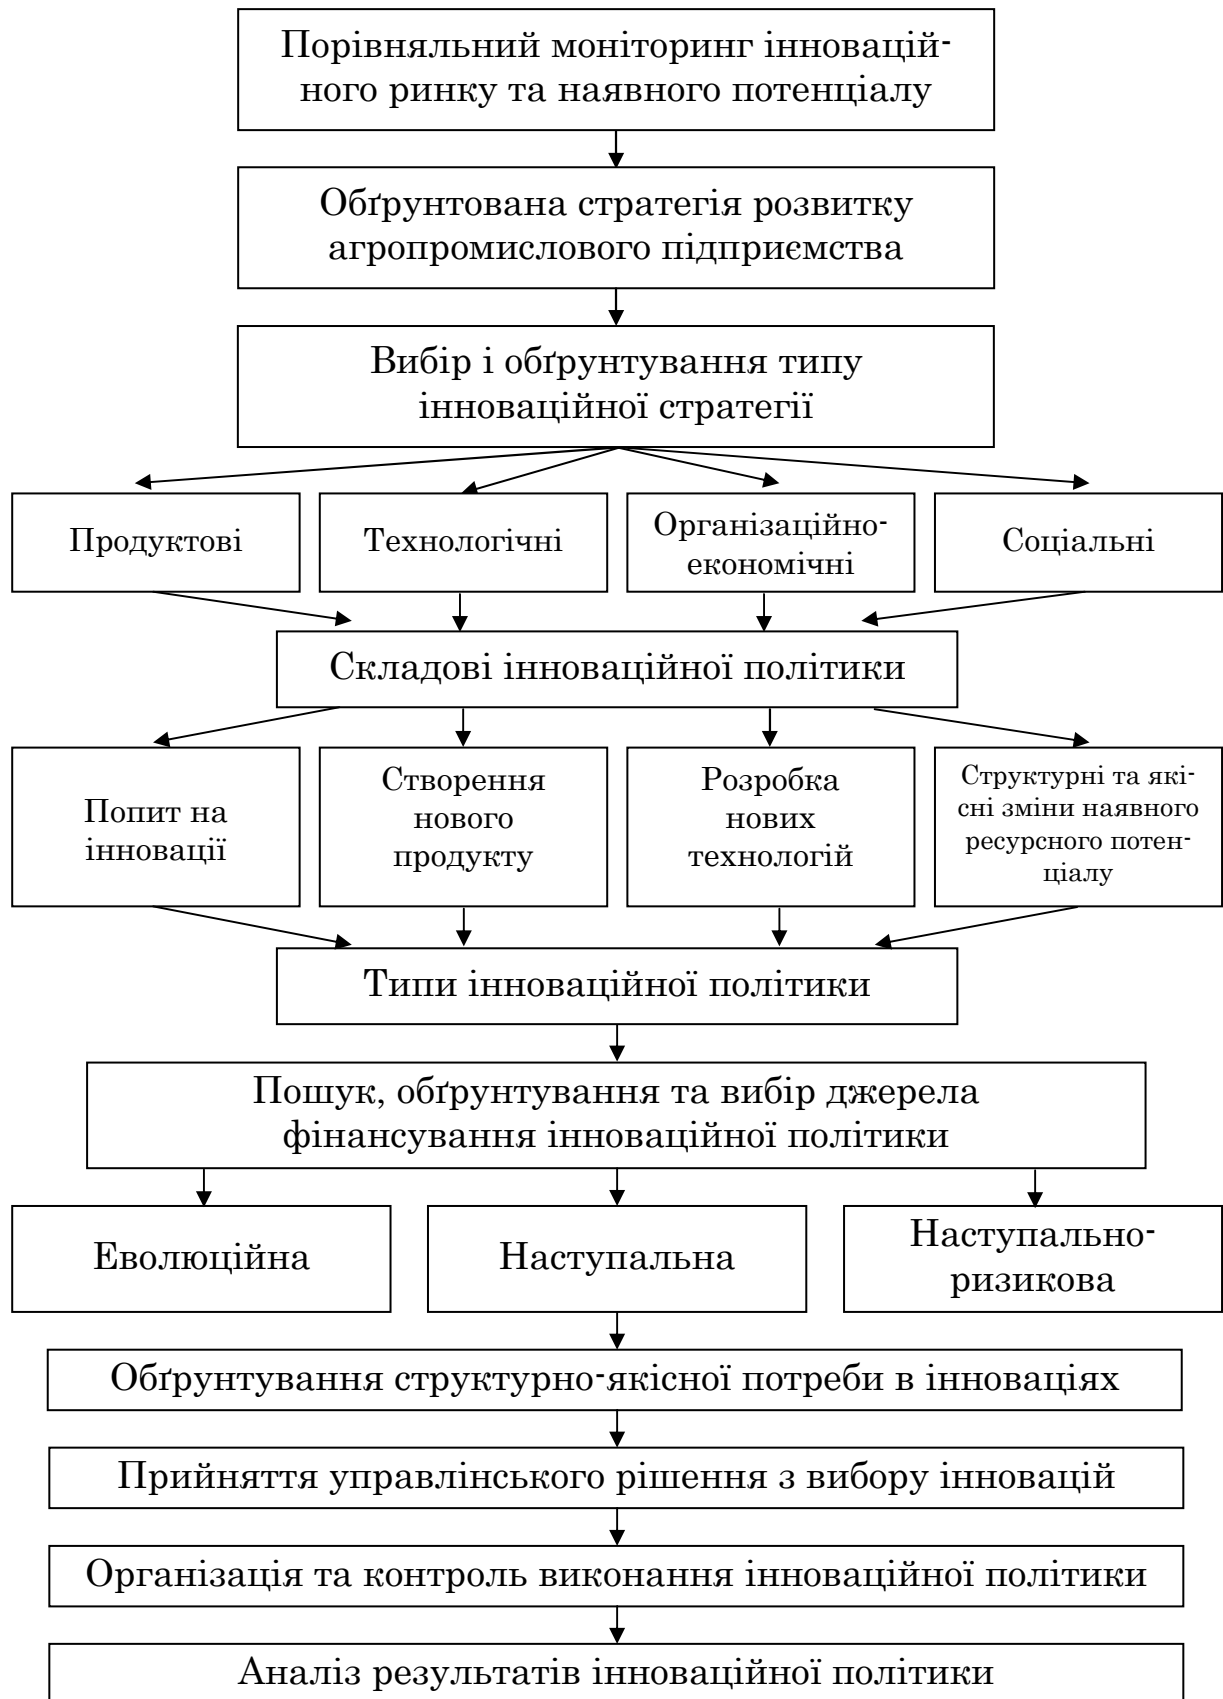 Порівняльний моніторинг інновацій-
ного ринку та наявного потенціалу
Обґрунтована стратегія розвитку
агропромислового підприємства
Вибір і обґрунтування типу
інноваційної стратегії
Продуктові
Технологічні
Організаційно-
економічні
Соціальні
Складові інноваційної політики
Попит на
інновації
Створення
нового
продукту
Розробка
нових
технологій
Структурні та які-
сні зміни наявного
ресурсного потен-
ціалу
Типи інноваційної політики
Пошук, обґрунтування та вибір джерела
фінансування інноваційної політики
Еволюційна
Наступальна
Наступально-
ризикова
Обґрунтування структурно-якісної потреби в інноваціях
Прийняття управлінського рішення з вибору інновацій
Організація та контроль виконання інноваційної політики
Аналіз результатів інноваційної політики